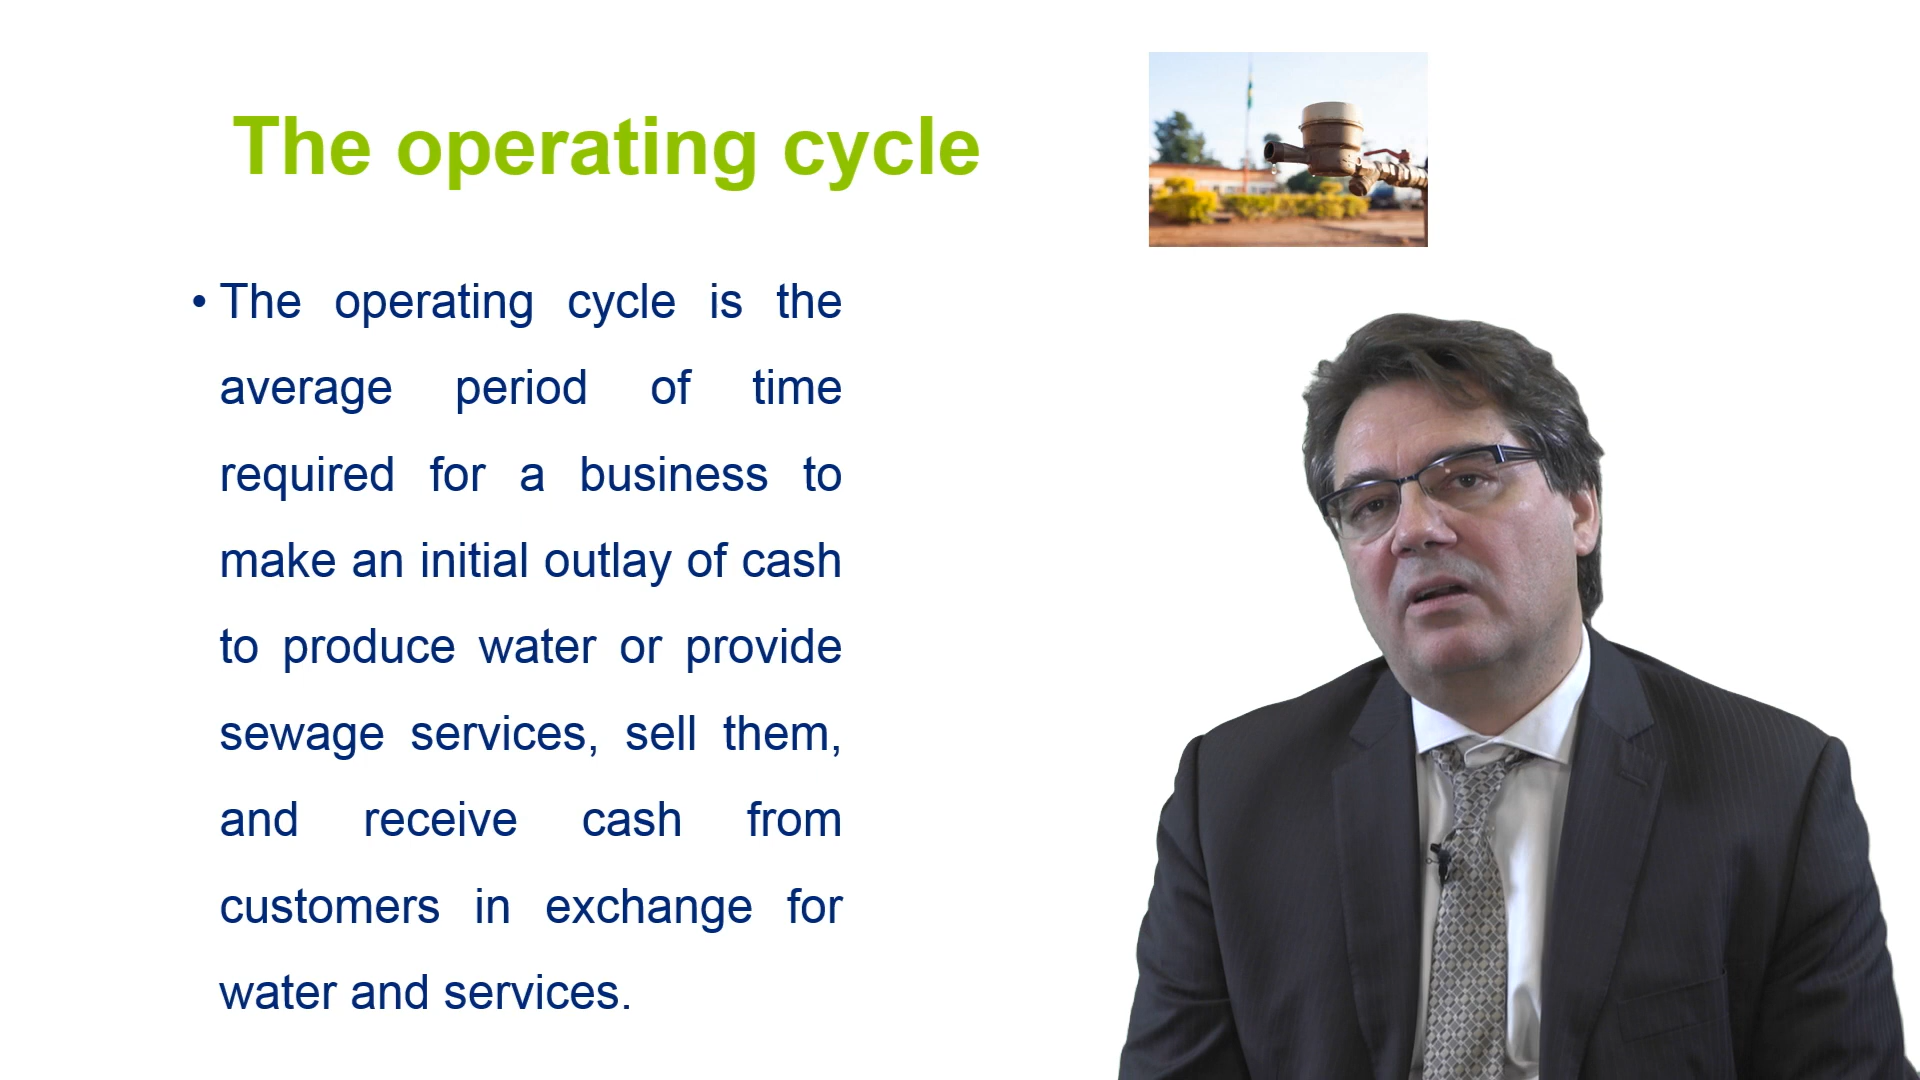 The operating cycle
• The operating cycle is the
average period of time
required for a business to
make an initial outlay of cash
to produce water or provide
sewage services, sell them,
and receive cash from
customers in exchange for
water and services.